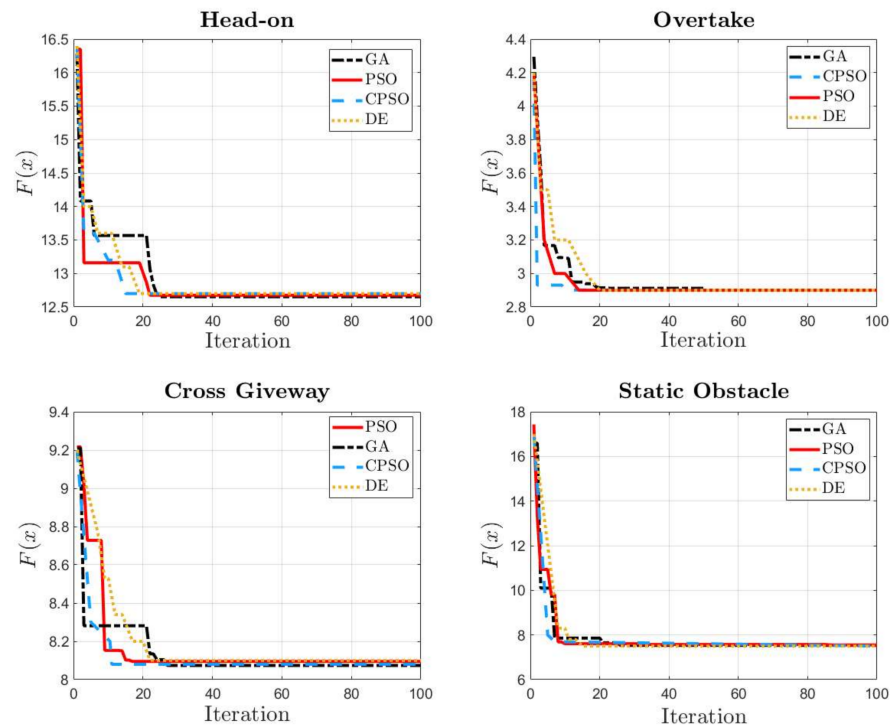 Head-on
F(x)
16.5
16
15.5
15
14.5
14
13.5
13
12.5
0 20 40 60 80 100
Iteration
GA
PSO
CPSO
DE
Overtake
F(x)
4.4
4.2
4
3.8
3.6
3.4
3.2
3
2.8
0 20 40 60 80 100
Iteration
GA
CPSO
PSO
DE
Cross Giveway
F(x)
9.4
9.2
9
8.8
8.6
8.4
8.2
8
0 20 40 60 80 100
Iteration
PSO
GA
CPSO
DE
Static Obstacle
F(x)
18
16
14
12
10
8
6
0 20 40 60 80 100
Iteration
GA
PSO
CPSO
DE